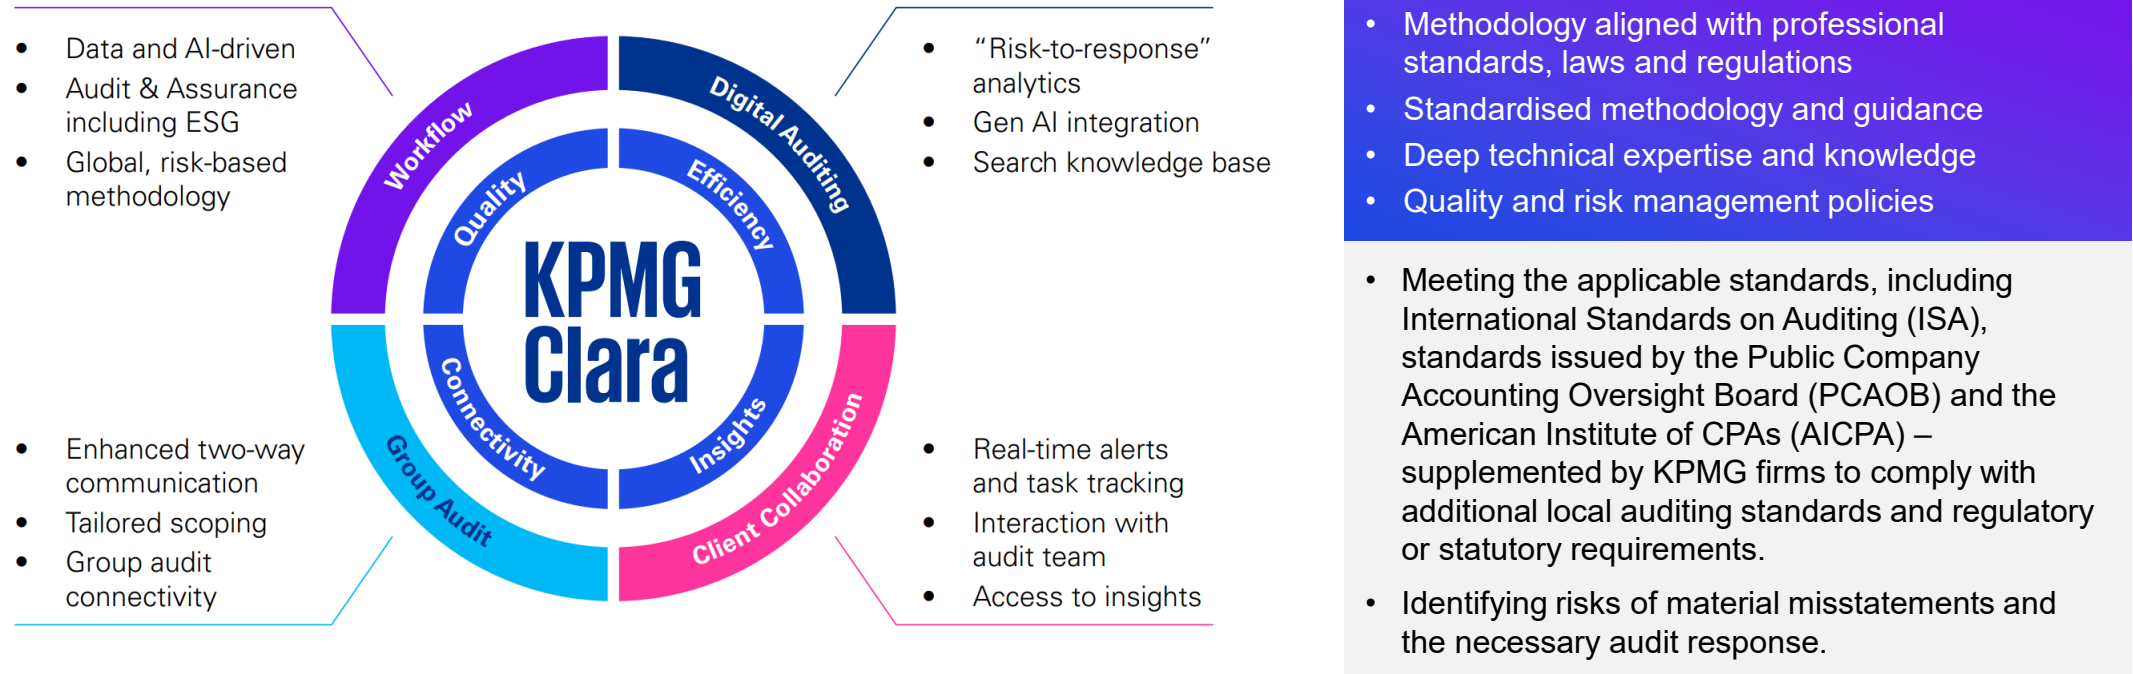 • Data and AI-driven
• Audit & Assurance
including ESG
• Global, risk-based
methodology
Workflow
Digital Auditing
• “Risk-to-response”
analytics
• Gen AI integration
• Search knowledge base
Quality
Efficiency
KPMG
Clara
Connectivity
Insights
• Enhanced two-way
communication
• Tailored scoping
• Group audit
connectivity
Group Audit
Client Collaboration
• Real-time alerts
and task tracking
• Interaction with
audit team
• Access to insights
• Methodology aligned with professional
standards, laws and regulations
• Standardised methodology and guidance
• Deep technical expertise and knowledge
• Quality and risk management policies
• Meeting the applicable standards, including
International Standards on Auditing (ISA),
standards issued by the Public Company
Accounting Oversight Board (PCAOB) and the
American Institute of CPAs (AICPA) –
supplemented by KPMG firms to comply with
additional local auditing standards and regulatory
or statutory requirements.
• Identifying risks of material misstatements and
the necessary audit response.